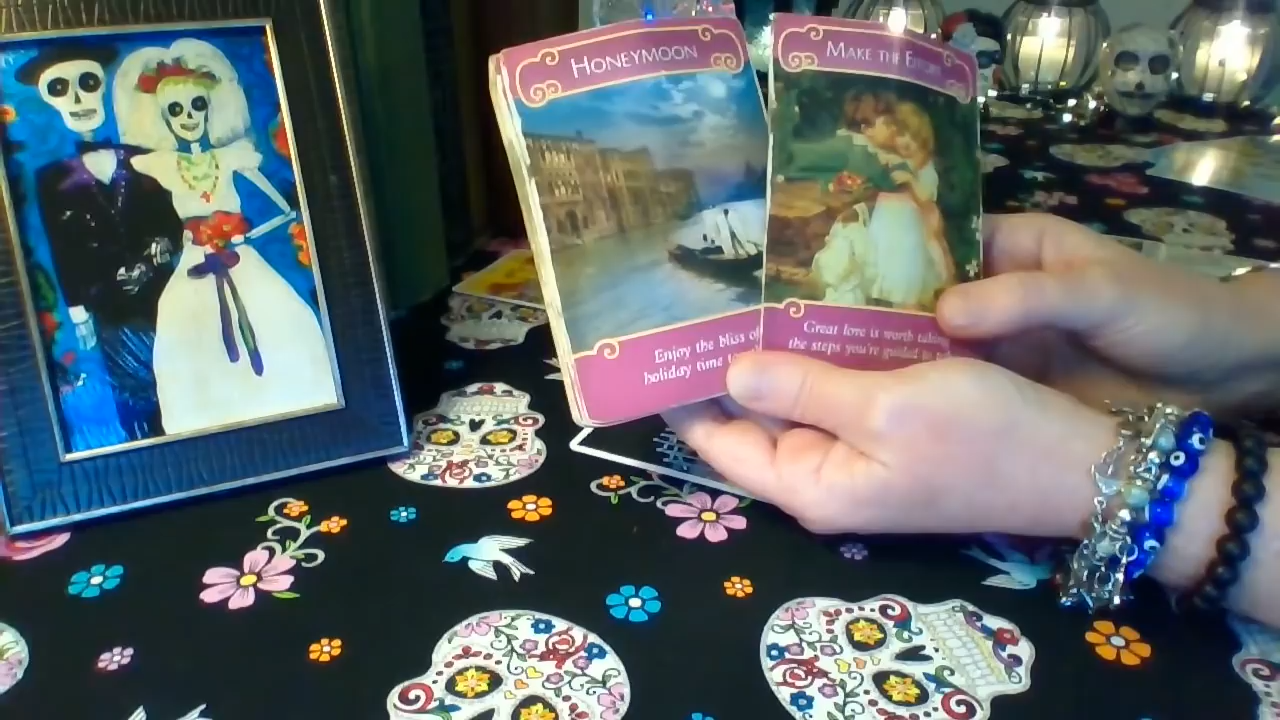 HONEYMOON
Enjoy the bliss of
holiday time
MAKE THE
Great love is worth taking
the steps you're guided to